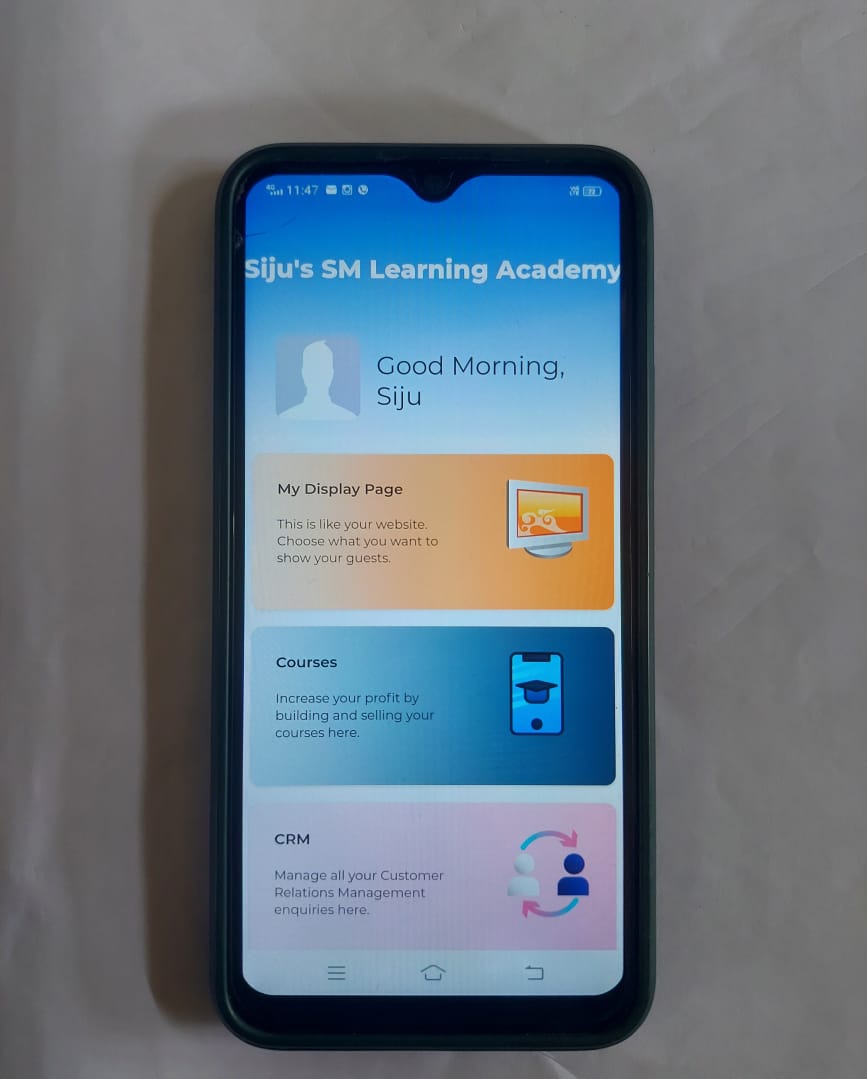 4G 11:47
Siju's SM Learning Academy
Good Morning,
Siju
My Display Page
This is like your website.
Choose what you want to
show your guests.
Courses
Increase your profit by
building and selling your
courses here.
CRM
Manage all your Customer
Relations Management
enquiries here.